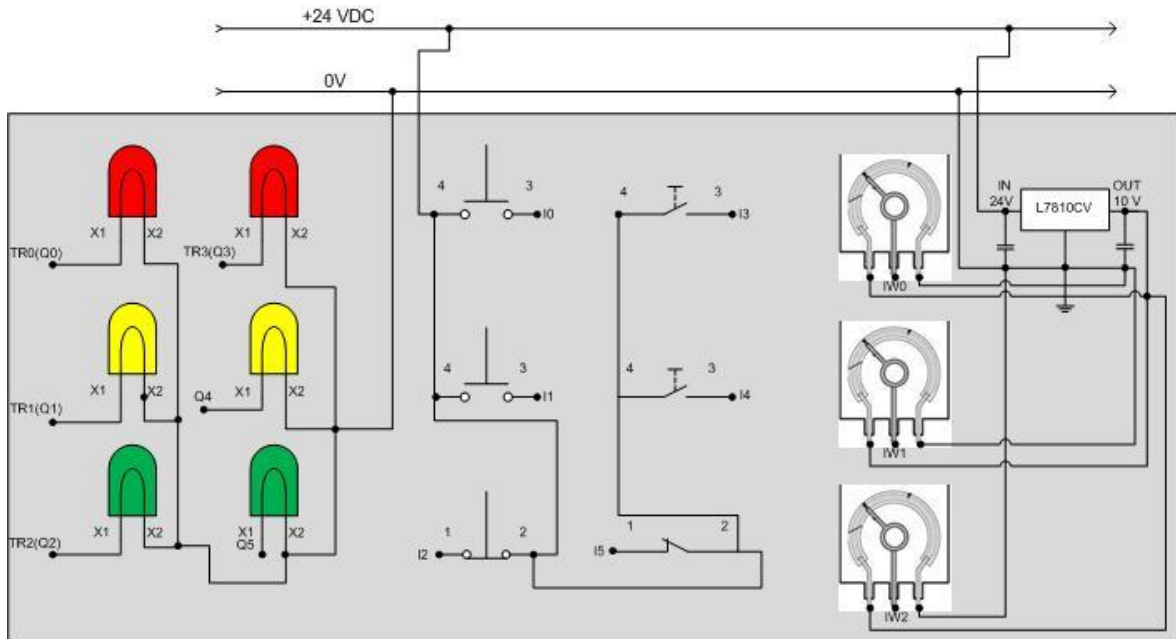 +24 VDC
0V
X1 X2
TR0(Q0)
X1 X2
TR3(Q3)
X1 X2
TR1(Q1)
X1 X2
Q4
X1 X2
TR2(Q2)
X1 X2
Q5
4 3
I0
4 3
I1
1 2
I2
4 3
I3
4 3
I4
1 2
I5
IW0
IW1
IW2
IN
24V
L7810CV
OUT
10 V